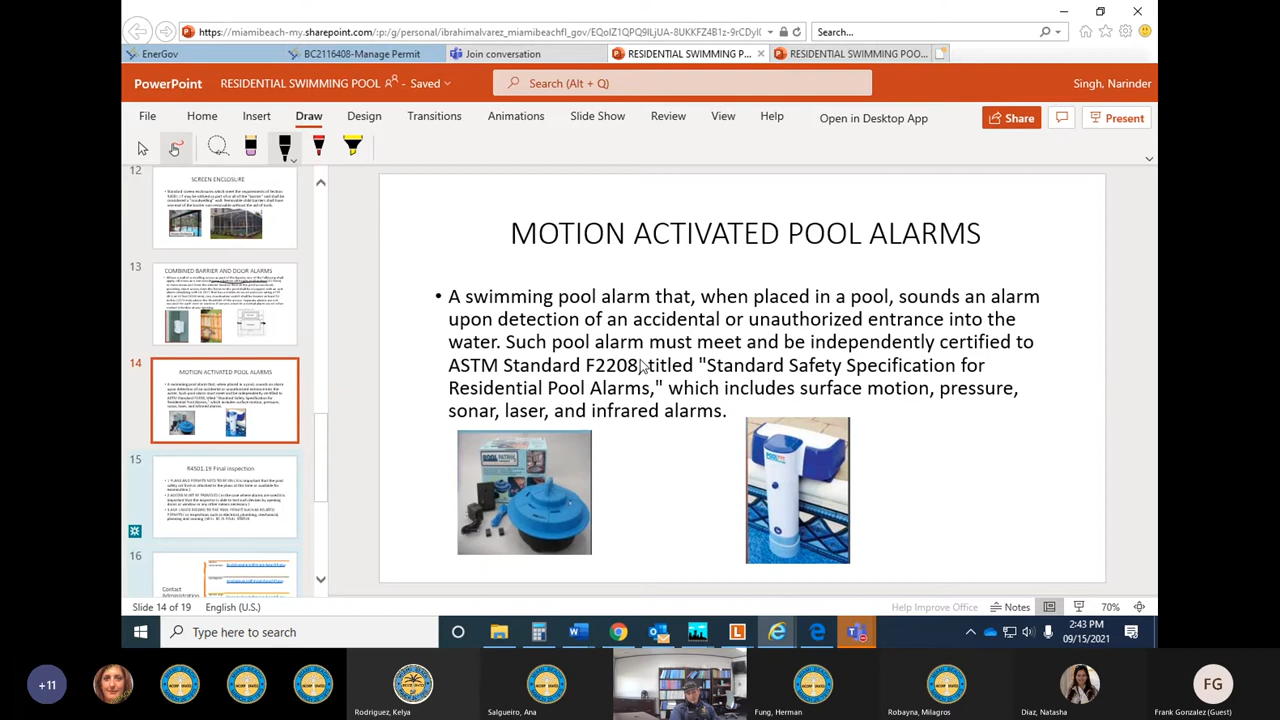 https://miamibeach-my.sharepoint.com/:p:/g/personal/ibrahimalvarez_miamibeachfl_gov/
Search...
EnerGov
BC2116408-Manage Permit
Join conversation
RESIDENTIAL SWIMMING P...
RESIDENTIAL SWIMMING POO...
PowerPoint
RESIDENTIAL SWIMMING POOL
Saved
Search (Alt + Q)
Singh, Narinder
File
Home
Insert
Draw
Design
Transitions
Animations
Slide Show
Review
View
Help
Open in Desktop App
Share
Present
12
SCREEN ENCLOSURE
13
COMBINED BARRIER AND DOOR ALARMS
14
MOTION ACTIVATED POOL ALARMS
15
R4501.19 Final inspection
16
Contact
Administration
MOTION ACTIVATED POOL ALARMS
• A swimming pool alarm that, when placed in a pool, sounds an alarm
upon detection of an accidental or unauthorized entrance into the
water. Such pool alarm must meet and be independently certified to
ASTM Standard F2208, titled "Standard Safety Specification for
Residential Pool Alarms," which includes surface motion, pressure,
sonar, laser, and infrared alarms.
POOL PATROL
Slide 14 of 19
English (U.S.)
Help Improve Office
Notes
70%
Type here to search
2:43 PM
09/15/2021
+11
Rodriguez, Kelya
Salgueiro, Ana
Fung, Herman
Robayna, Milagros
Diaz, Natasha
FG
Frank Gonzalez (Guest)